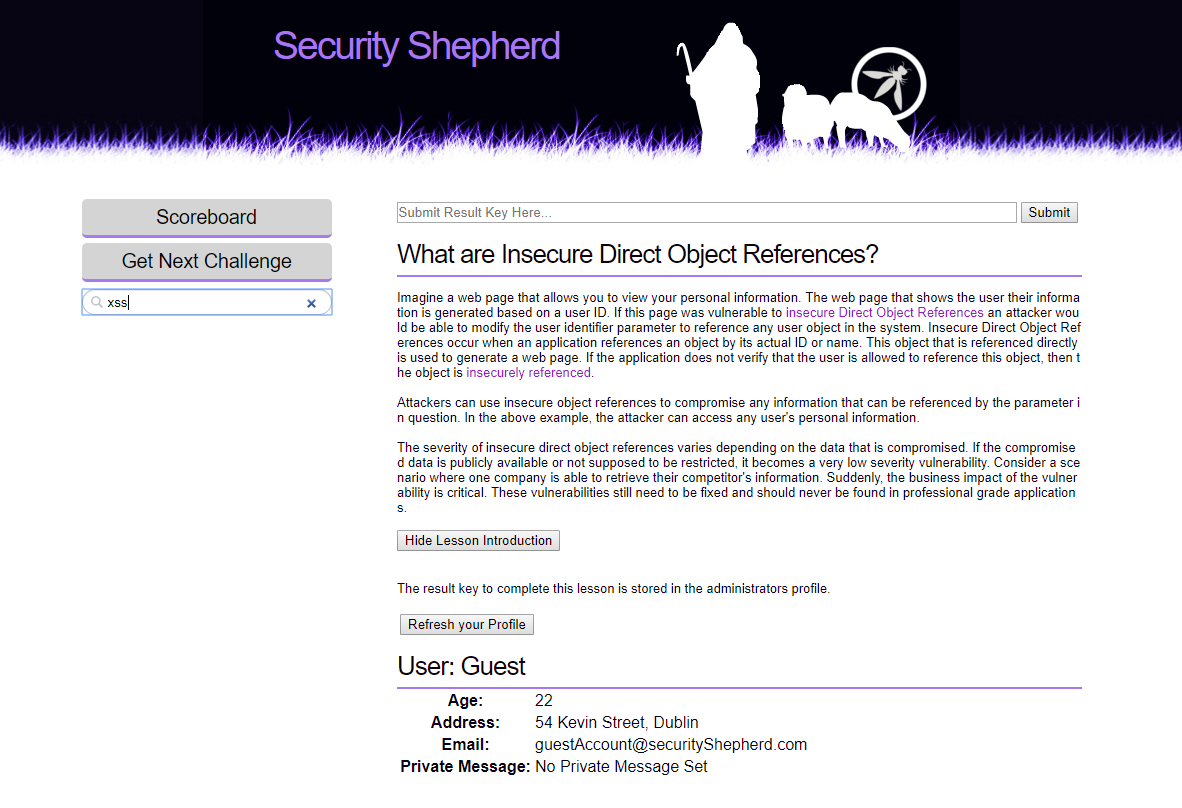 Security Shepherd
Scoreboard
Get Next Challenge
xss
Submit Result Key Here...
Submit
What are Insecure Direct Object References?
Imagine a web page that allows you to view your personal information. The web page that shows the user their informa
tion is generated based on a user ID. If this page was vulnerable to insecure Direct Object References an attacker wou
ld be able to modify the user identifier parameter to reference any user object in the system. Insecure Direct Object Ref
erences occur when an application references an object by its actual ID or name. This object that is referenced directly
is used to generate a web page. If the application does not verify that the user is allowed to reference this object, then t
he object is insecurely referenced.
Attackers can use insecure object references to compromise any information that can be referenced by the parameter i
n question. In the above example, the attacker can access any user's personal information.
The severity of insecure direct object references varies depending on the data that is compromised. If the compromise
d data is publicly available or not supposed to be restricted, it becomes a very low severity vulnerability. Consider a sce
nario where one company is able to retrieve their competitor's information. Suddenly, the business impact of the vulner
ability is critical. These vulnerabilities still need to be fixed and should never be found in professional grade application
s.
Hide Lesson Introduction
The result key to complete this lesson is stored in the administrators profile.
Refresh your Profile
User: Guest
Age: 22
Address: 54 Kevin Street, Dublin
Email: guestAccount@securityShepherd.com
Private Message: No Private Message Set